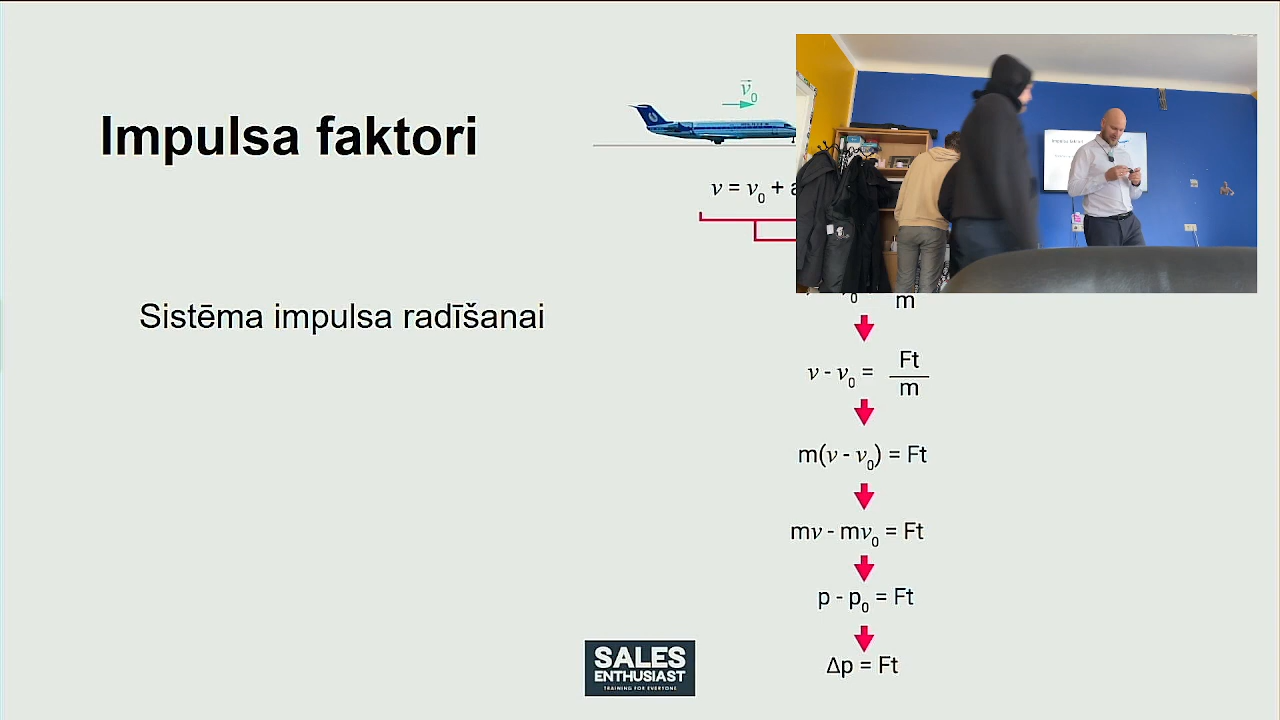 Impulsa faktori
Sistēma impulsa radīšanai
v⃗₀
v = v₀ +
m
v - v₀ = Ft
m
m(v - v₀) = Ft
mv - mv₀ = Ft
p - p₀ = Ft
Δp = Ft
SALES
ENTHUSIAST
TRAINING FOR EVERYONE